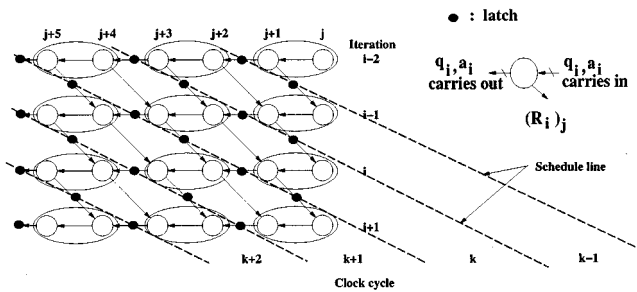 j+5 j+4 j+3 j+2 j+1 j
● : latch
Iteration
i-2
q_i, a_i
carries out
q_i, a_i
carries in
(R_i)_j
i-1
Schedule line
i
i+1
k+2 k+1 k k-1
Clock cycle